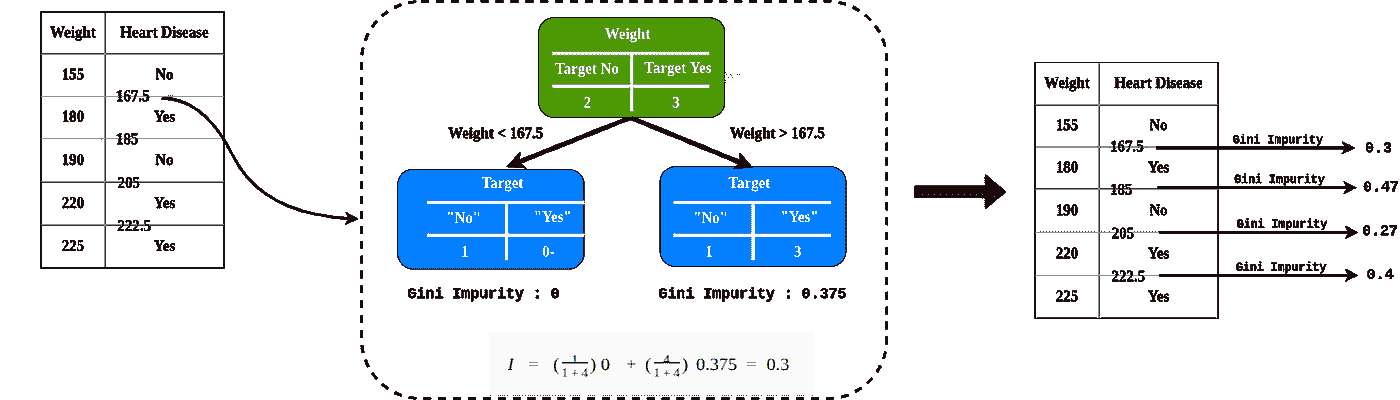 Weight Heart Disease
155 No
167.5
180 Yes
185
190 No
205
220 Yes
222.5
225 Yes
Weight
Target No Target Yes
2 3
Weight < 167.5 Weight > 167.5
Target
"No" "Yes"
1 0-
Gini Impurity : 0
Target
"No" "Yes"
1 3
Gini Impurity : 0.375
I = (1/(1 + 4)) 0 + (4/(1 + 4)) 0.375 = 0.3
Weight Heart Disease
155 No
167.5 Gini Impurity 0.3
180 Yes
185 Gini Impurity 0.47
190 No
205 Gini Impurity 0.27
220 Yes
222.5 Gini Impurity 0.4
225 Yes